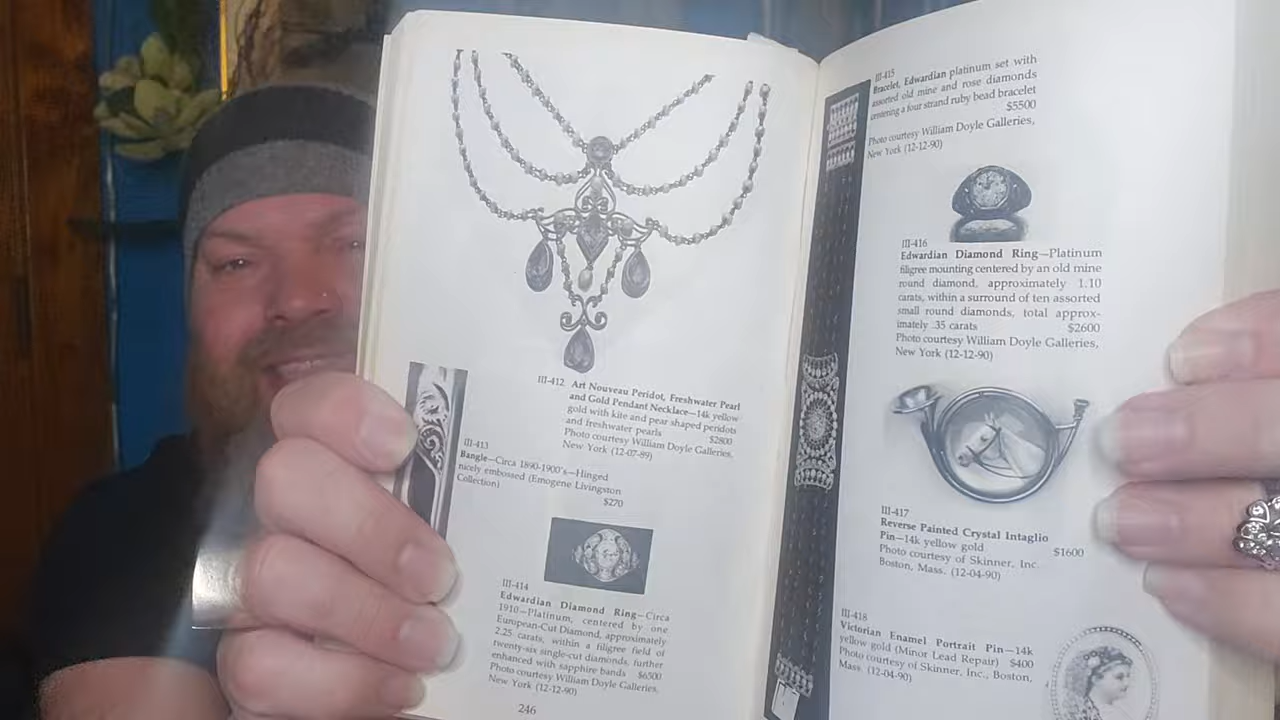 III-412 Art Nouveau Peridot, Freshwater Pearl
and Gold Pendant Necklace—14k yellow
gold with kite and pear shaped peridots
and freshwater pearls $2800
Photo courtesy William Doyle Galleries,
New York (12-07-89)
III-413
Bangle—Circa 1890-1900's—Hinged
nicely embossed (Emogene Livingston
Collection)
$270
III-414
Edwardian Diamond Ring—Circa
1910—Platinum, centered by one
European-Cut Diamond, approximately
2.25 carats, within a filigree field of
twenty-six single-cut diamonds, further
enhanced with sapphire bands $6500
Photo courtesy William Doyle Galleries,
New York (12-12-90)
246
III-415
Bracelet, Edwardian platinum set with
assorted old mine and rose diamonds
centering a four strand ruby bead bracelet
$5500
Photo courtesy William Doyle Galleries,
New York (12-12-90)
III-416
Edwardian Diamond Ring—Platinum
filigree mounting centered by an old mine
round diamond, approximately 1.10
carats, within a surround of ten assorted
small round diamonds, total approx-
imately .35 carats $2600
Photo courtesy William Doyle Galleries,
New York (12-12-90)
III-417
Reverse Painted Crystal Intaglio
Pin—14k yellow gold $1600
Photo courtesy of Skinner, Inc.
Boston, Mass. (12-04-90)
III-418
Victorian Enamel Portrait Pin—14k
yellow gold (Minor Lead Repair) $400
Photo courtesy of Skinner, Inc., Boston,
Mass. (12-04-90)